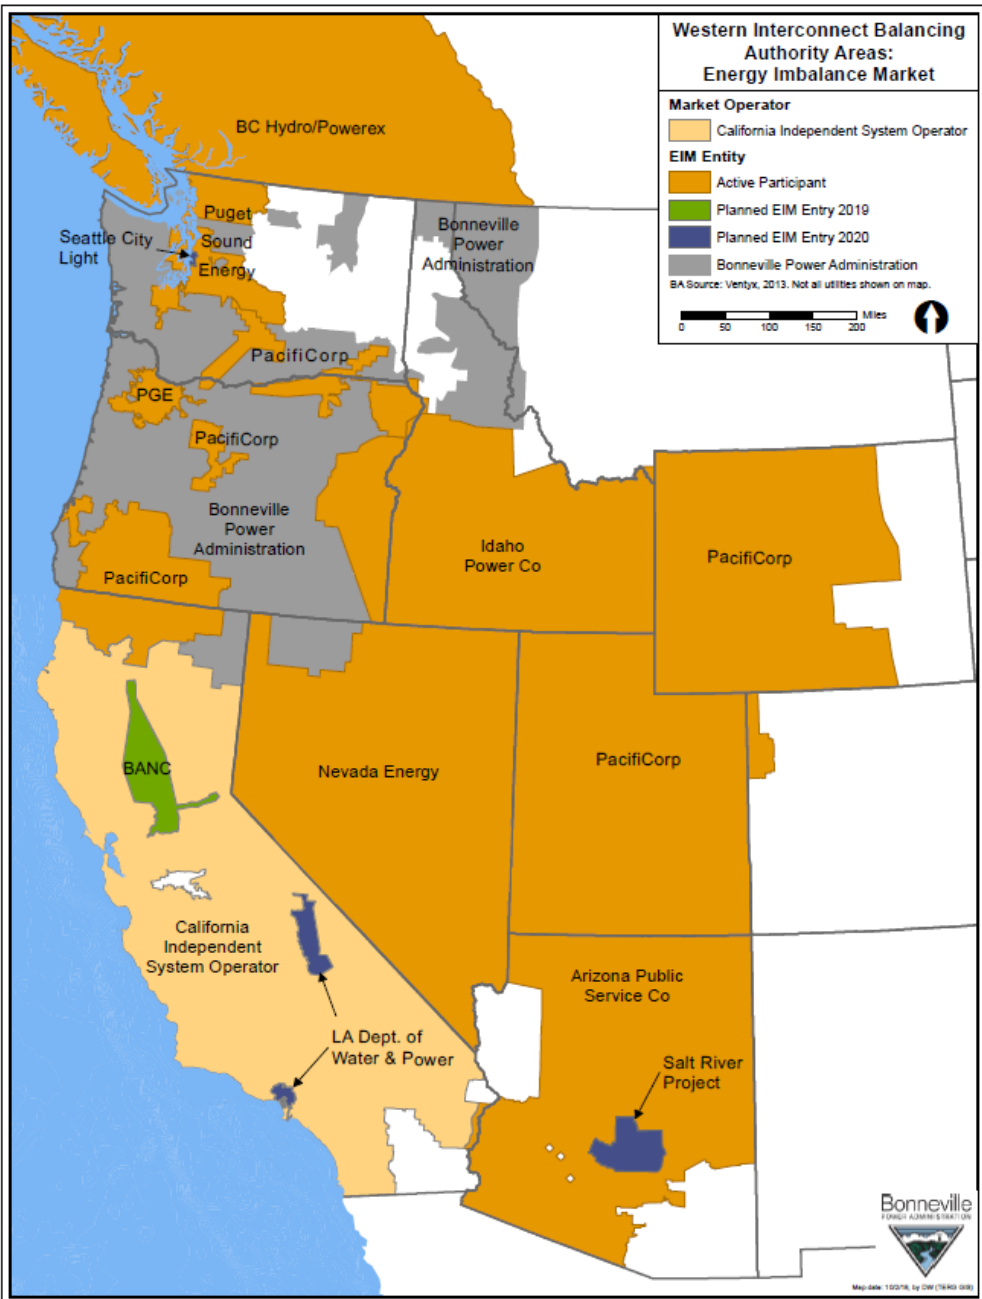 Western Interconnect Balancing
Authority Areas:
Energy Imbalance Market
Market Operator
California Independent System Operator
EIM Entity
Active Participant
Planned EIM Entry 2019
Planned EIM Entry 2020
Bonneville Power Administration
BA Source: Ventyx, 2013. Not all utilities shown on map.
Miles
0 50 100 150 200
BC Hydro/Powerex
Puget
Sound
Energy
Seattle City
Light
Bonneville
Power
Administration
PacifiCorp
PGE
PacifiCorp
Bonneville
Power
Administration
PacifiCorp
Idaho
Power Co
PacifiCorp
BANC
Nevada Energy
PacifiCorp
California
Independent
System Operator
LA Dept. of
Water & Power
Arizona Public
Service Co
Salt River
Project
Bonneville
POWER ADMINISTRATION